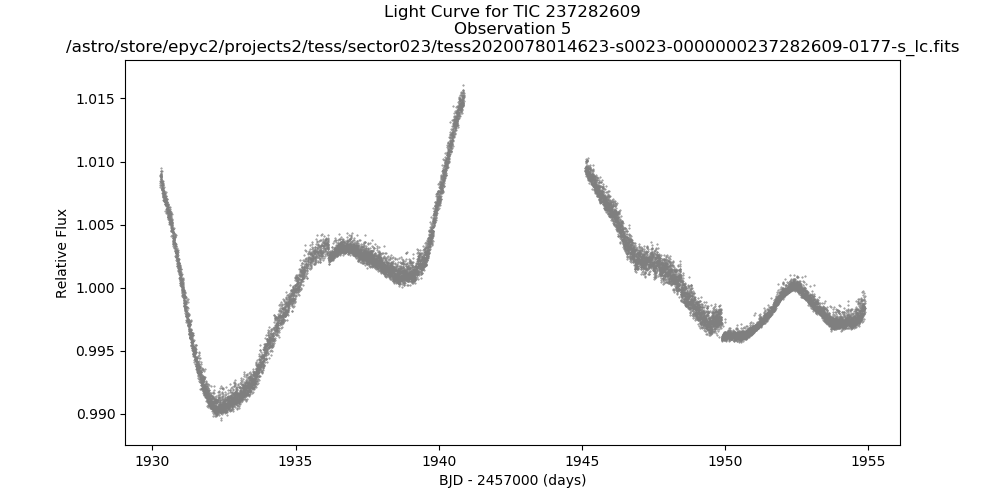 Light Curve for TIC 237282609
Observation 5
/astro/store/epyc2/projects2/tess/sector023/tess2020078014623-s0023-0000000237282609-0177-s_lc.fits
1.015
1.010
1.005
1.000
0.995
0.990
Relative Flux
1930 1935 1940 1945 1950 1955
BJD - 2457000 (days)